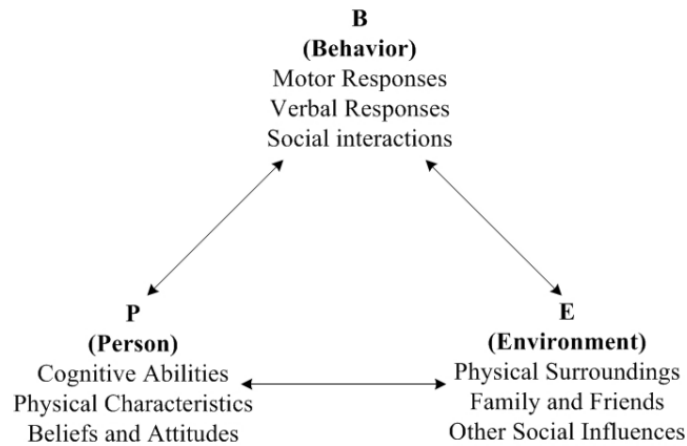 B
(Behavior)
Motor Responses
Verbal Responses
Social interactions
P
(Person)
Cognitive Abilities
Physical Characteristics
Beliefs and Attitudes
E
(Environment)
Physical Surroundings
Family and Friends
Other Social Influences